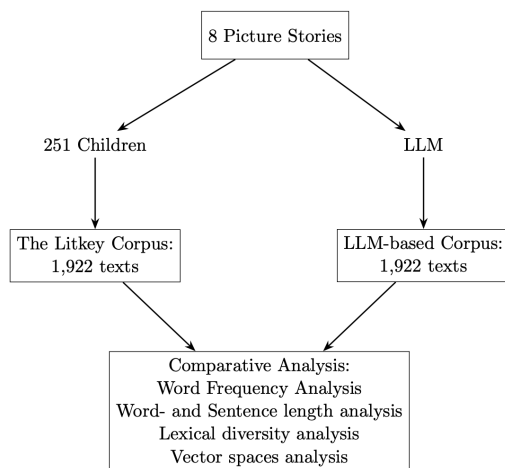 8 Picture Stories
251 Children
LLM
The Litkey Corpus:
1,922 texts
LLM-based Corpus:
1,922 texts
Comparative Analysis:
Word Frequency Analysis
Word- and Sentence length analysis
Lexical diversity analysis
Vector spaces analysis